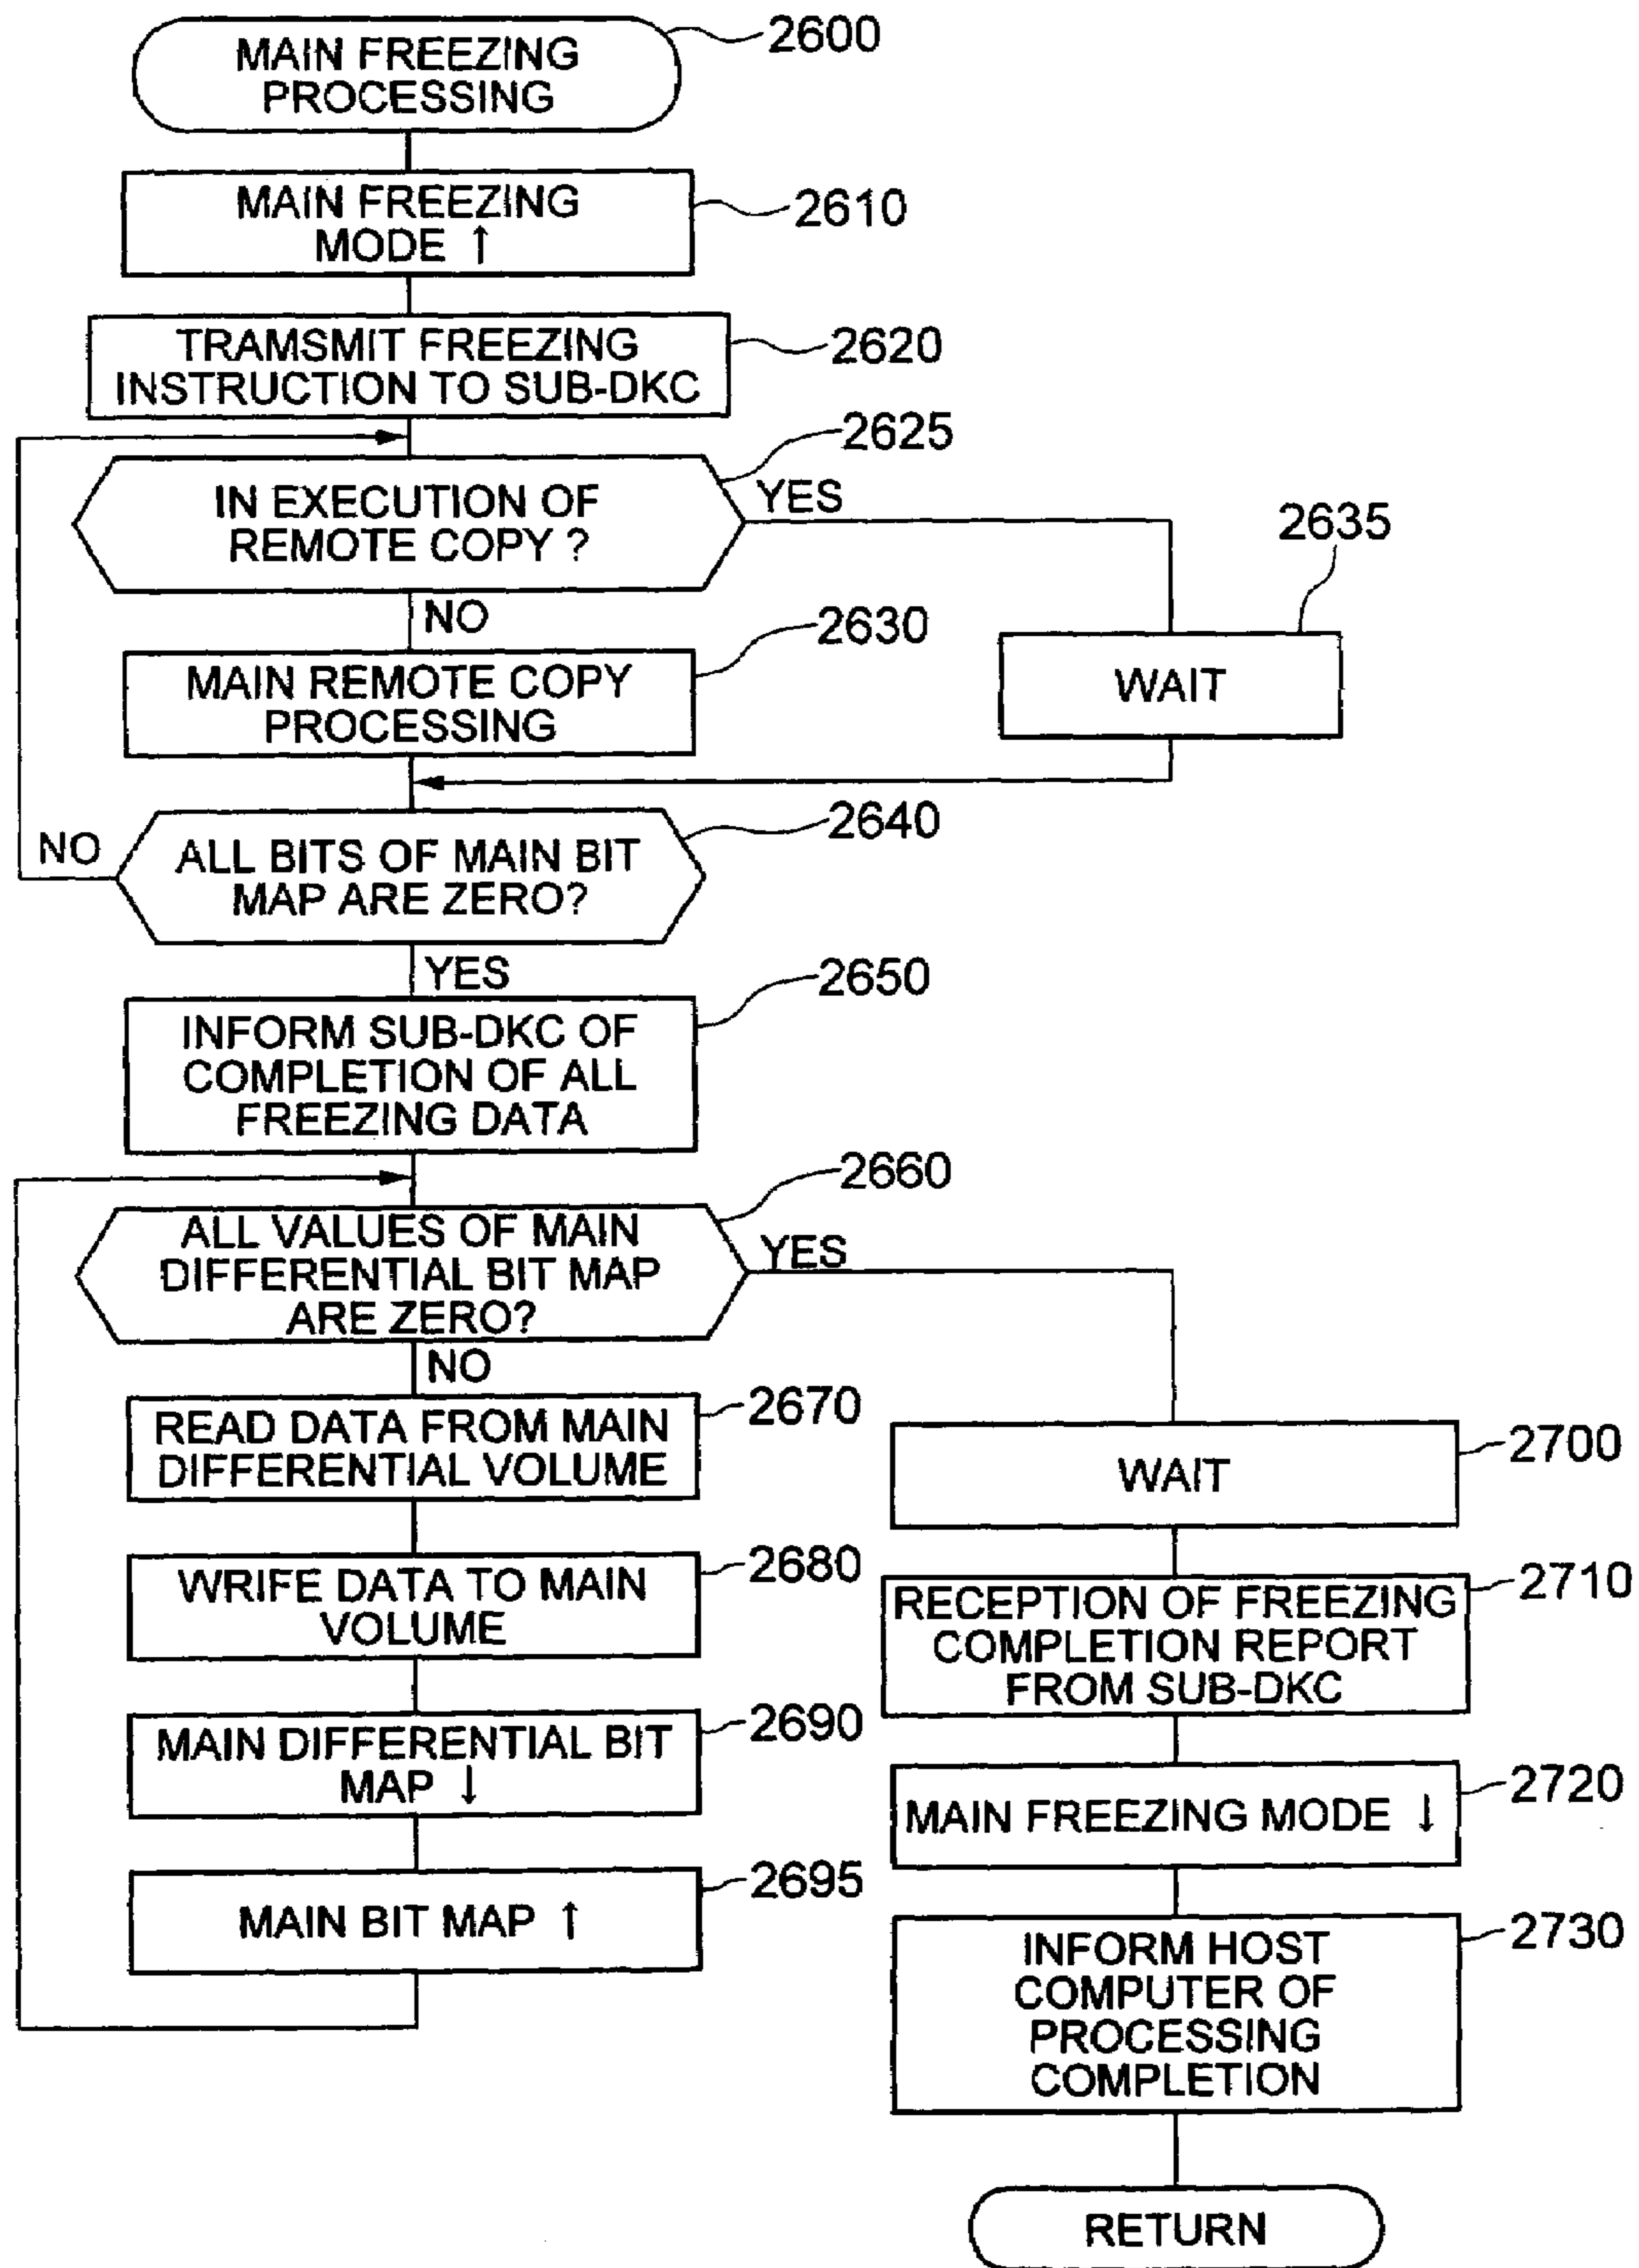 MAIN FREEZING
PROCESSING
2600
MAIN FREEZING
MODE ↑
2610
TRAMSMIT FREEZING
INSTRUCTION TO SUB-DKC
2620
2625
IN EXECUTION OF
REMOTE COPY ?
YES
NO
2635
WAIT
2630
MAIN REMOTE COPY
PROCESSING
2640
ALL BITS OF MAIN BIT
MAP ARE ZERO?
NO
YES
2650
INFORM SUB-DKC OF
COMPLETION OF ALL
FREEZING DATA
2660
ALL VALUES OF MAIN
DIFFERENTIAL BIT MAP
ARE ZERO?
YES
NO
2670
READ DATA FROM MAIN
DIFFERENTIAL VOLUME
2680
WRIFE DATA TO MAIN
VOLUME
2690
MAIN DIFFERENTIAL BIT
MAP ↓
2695
MAIN BIT MAP ↑
2700
WAIT
2710
RECEPTION OF FREEZING
COMPLETION REPORT
FROM SUB-DKC
2720
MAIN FREEZING MODE ↓
2730
INFORM HOST
COMPUTER OF
PROCESSING
COMPLETION
RETURN